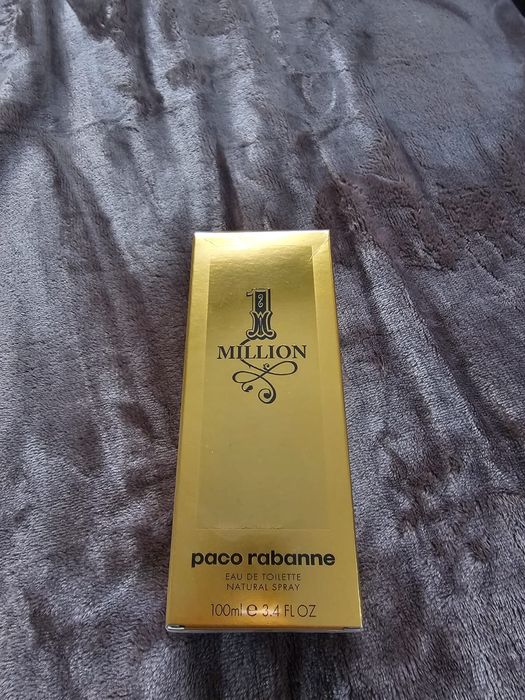 1
MILLION
paco rabanne
EAU DE TOILETTE
NATURAL SPRAY
100ml e 3.4 FL OZ